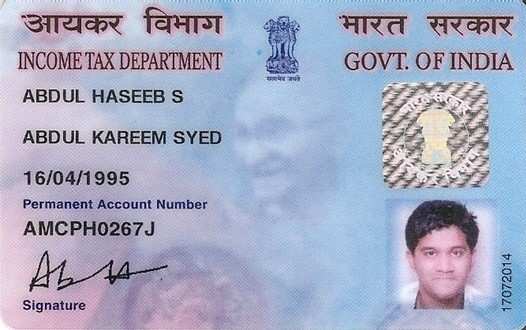 आयकर विभाग
INCOME TAX DEPARTMENT
सत्यमेव जयते
भारत सरकार
GOVT. OF INDIA
ABDUL HASEEB S
ABDUL KAREEM SYED
16/04/1995
Permanent Account Number
AMCPH0267J
Signature
17072014